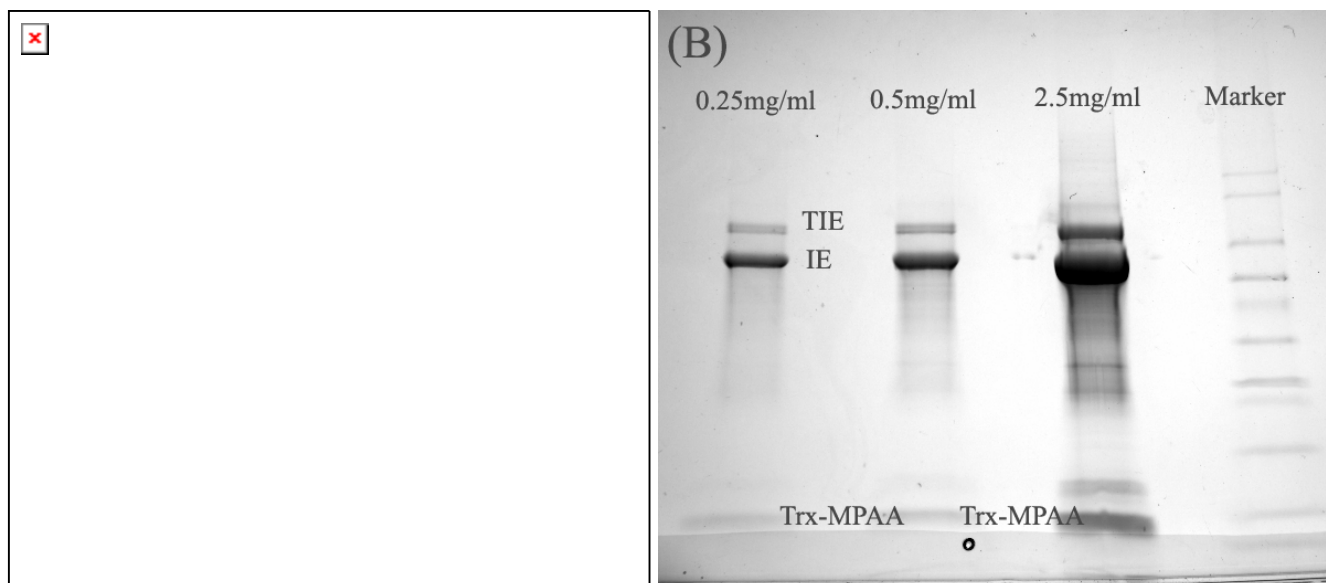 (B)
0.25mg/ml 0.5mg/ml 2.5mg/ml Marker
TIE
IE
Trx-MPAA Trx-MPAA